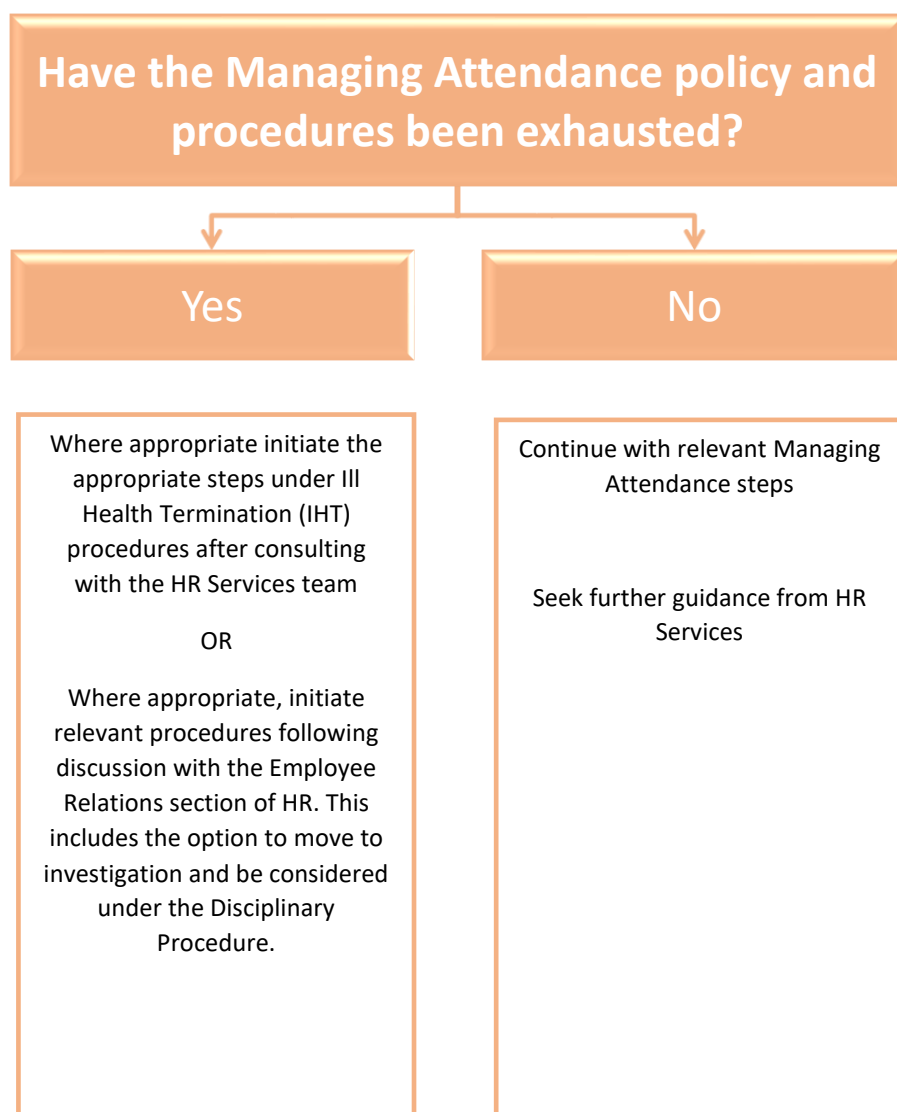 Have the Managing Attendance policy and
procedures been exhausted?
Yes
No
Where appropriate initiate the
appropriate steps under Ill
Health Termination (IHT)
procedures after consulting
with the HR Services team
OR
Where appropriate, initiate
relevant procedures following
discussion with the Employee
Relations section of HR. This
includes the option to move to
investigation and be considered
under the Disciplinary
Procedure.
Continue with relevant Managing
Attendance steps
Seek further guidance from HR
Services